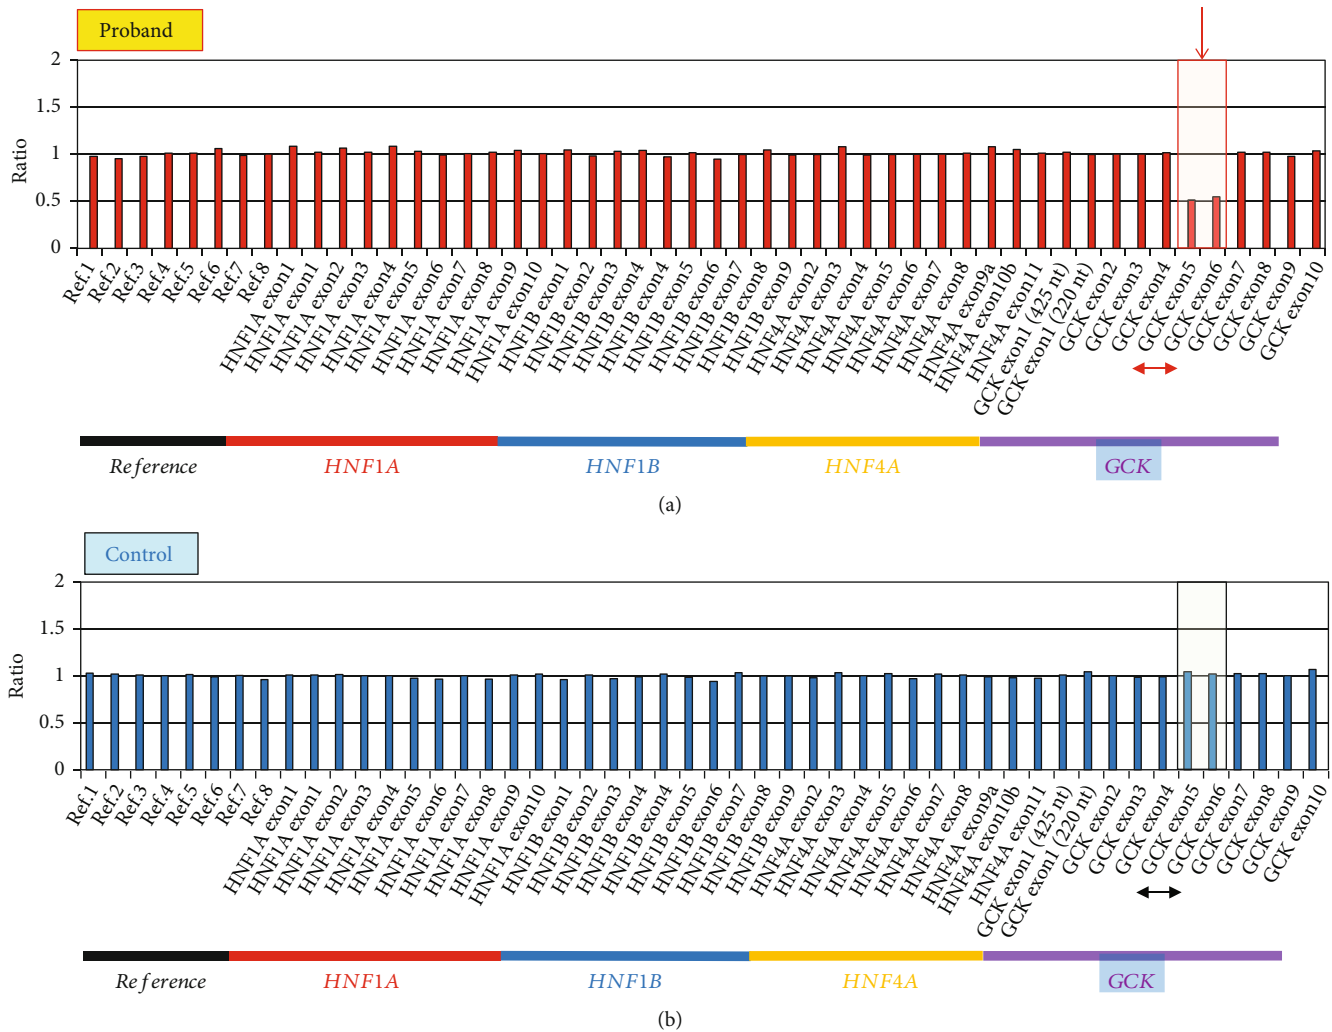 Proband
2
1.5
1
0.5
0
Ratio
Ref.1
Ref.2
Ref.3
Ref.4
Ref.5
Ref.6
Ref.7
Ref.8
HNF1A exon1
HNF1A exon1
HNF1A exon2
HNF1A exon3
HNF1A exon4
HNF1A exon5
HNF1A exon6
HNF1A exon7
HNF1A exon8
HNF1A exon9
HNF1A exon10
HNF1B exon1
HNF1B exon2
HNF1B exon3
HNF1B exon4
HNF1B exon4
HNF1B exon5
HNF1B exon6
HNF1B exon7
HNF1B exon8
HNF1B exon9
HNF4A exon2
HNF4A exon3
HNF4A exon4
HNF4A exon5
HNF4A exon6
HNF4A exon7
HNF4A exon8
HNF4A exon9a
HNF4A exon10b
HNF4A exon11
GCK exon1 (425 nt)
GCK exon1 (220 nt)
GCK exon2
GCK exon3
GCK exon4
GCK exon5
GCK exon6
GCK exon7
GCK exon8
GCK exon9
GCK exon10
Reference HNF1A HNF1B HNF4A GCK
(a)
Control
2
1.5
1
0.5
0
Ratio
Ref.1
Ref.2
Ref.3
Ref.4
Ref.5
Ref.6
Ref.7
Ref.8
HNF1A exon1
HNF1A exon1
HNF1A exon2
HNF1A exon3
HNF1A exon4
HNF1A exon5
HNF1A exon6
HNF1A exon7
HNF1A exon8
HNF1A exon9
HNF1A exon10
HNF1B exon1
HNF1B exon2
HNF1B exon3
HNF1B exon4
HNF1B exon4
HNF1B exon5
HNF1B exon6
HNF1B exon7
HNF1B exon8
HNF1B exon9
HNF4A exon2
HNF4A exon3
HNF4A exon4
HNF4A exon5
HNF4A exon6
HNF4A exon7
HNF4A exon8
HNF4A exon9a
HNF4A exon10b
HNF4A exon11
GCK exon1 (425 nt)
GCK exon1 (220 nt)
GCK exon2
GCK exon3
GCK exon4
GCK exon5
GCK exon6
GCK exon7
GCK exon8
GCK exon9
GCK exon10
Reference HNF1A HNF1B HNF4A GCK
(b)